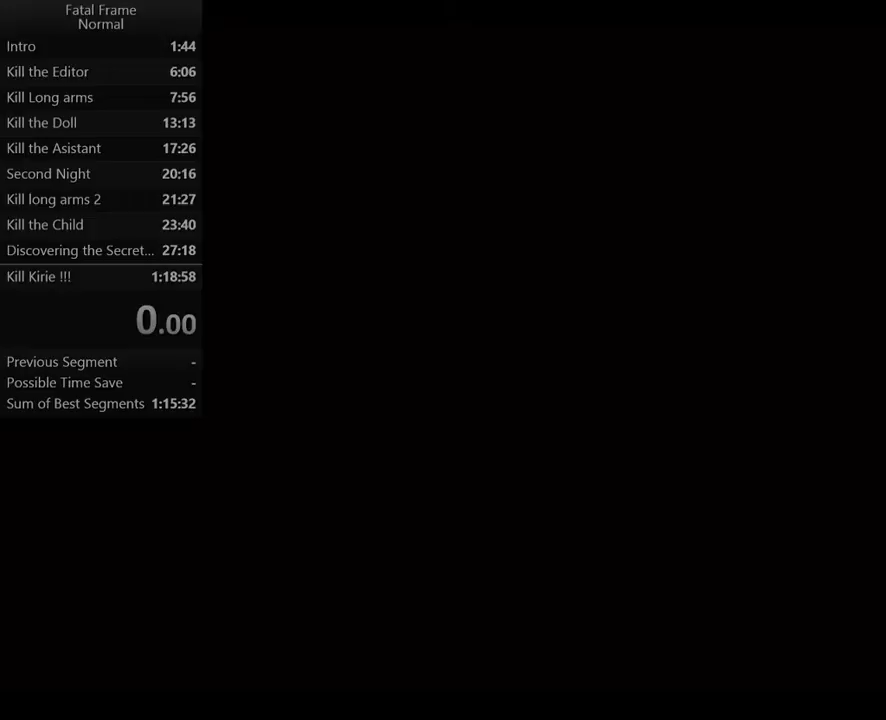 Fatal Frame
Normal
Intro 1:44
Kill the Editor 6:06
Kill Long arms 7:56
Kill the Doll 13:13
Kill the Asistant 17:26
Second Night 20:16
Kill long arms 2 21:27
Kill the Child 23:40
Discovering the Secret... 27:18
Kill Kirie !!! 1:18:58
0.00
Previous Segment -
Possible Time Save -
Sum of Best Segments 1:15:32